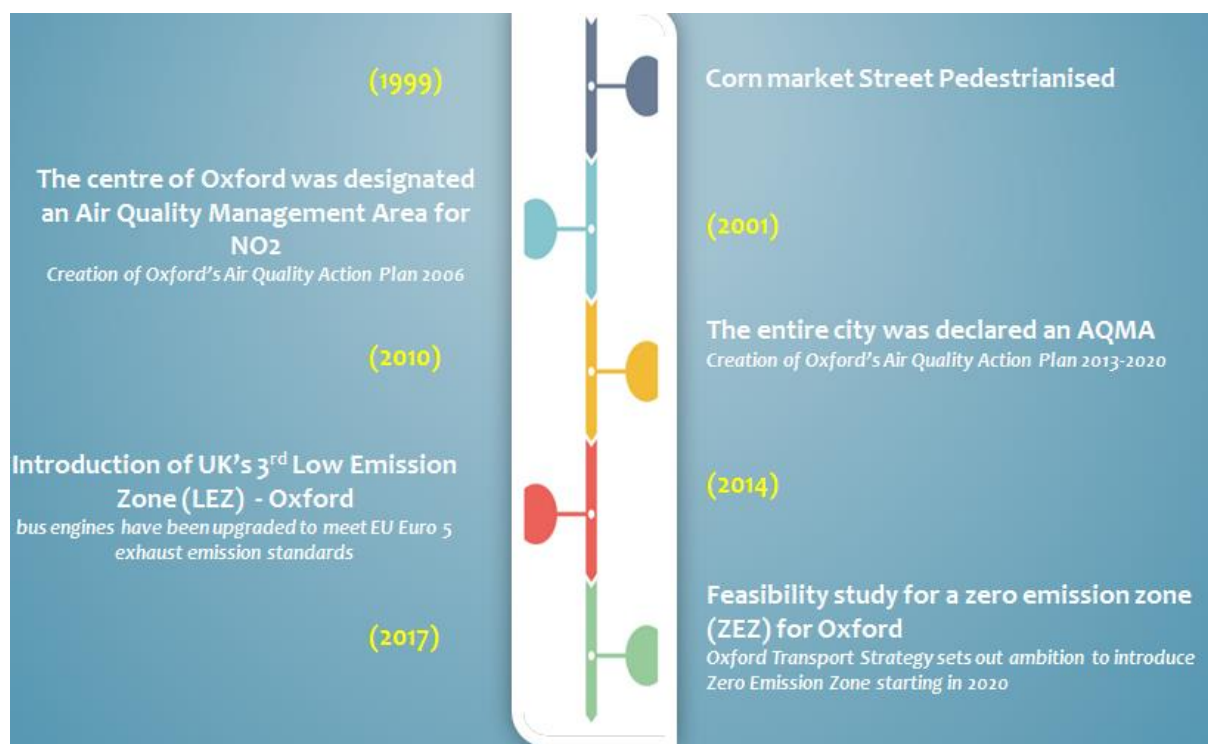 (1999)
Corn market Street Pedestrianised
The centre of Oxford was designated
an Air Quality Management Area for
NO2
Creation of Oxford's Air Quality Action Plan 2006
(2001)
(2010)
The entire city was declared an AQMA
Creation of Oxford's Air Quality Action Plan 2013-2020
Introduction of UK's 3rd Low Emission
Zone (LEZ) - Oxford
bus engines have been upgraded to meet EU Euro 5
exhaust emission standards
(2014)
(2017)
Feasibility study for a zero emission zone
(ZEZ) for Oxford
Oxford Transport Strategy sets out ambition to introduce
Zero Emission Zone starting in 2020